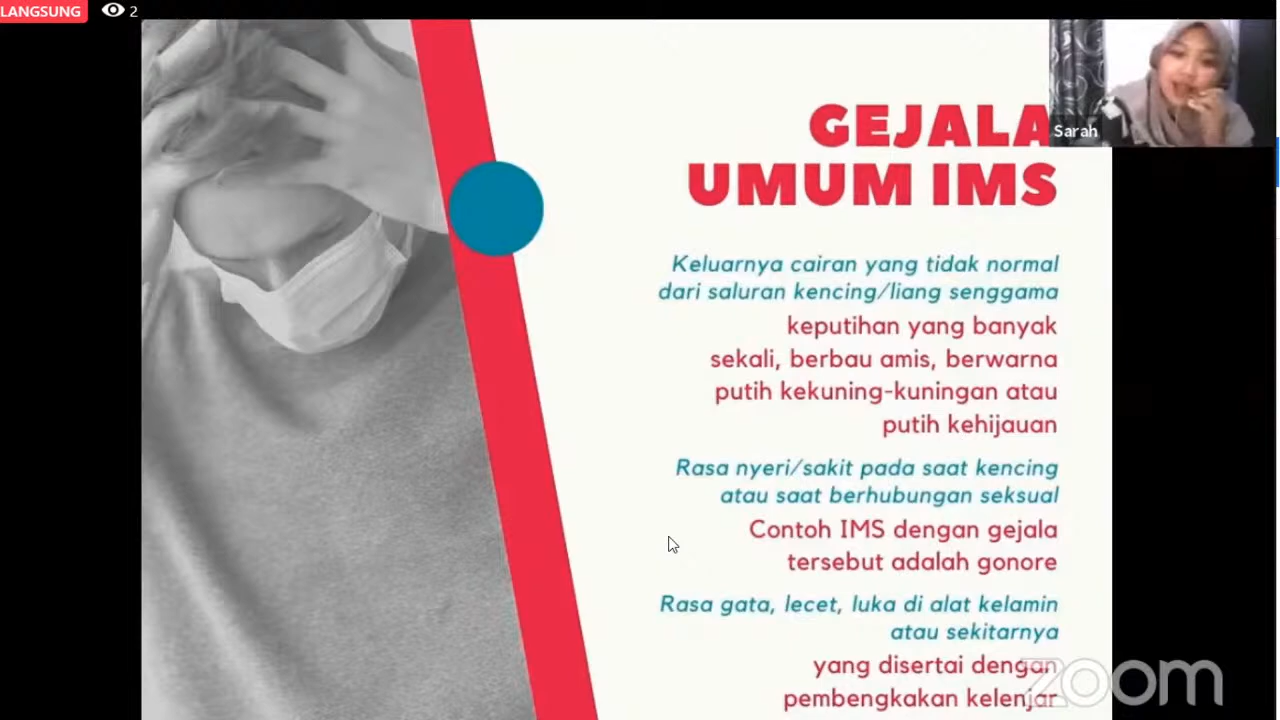 LANGSUNG 2
Sarah
GEJALA
UMUM IMS
Keluarnya cairan yang tidak normal
dari saluran kencing/liang senggama
keputihan yang banyak
sekali, berbau amis, berwarna
putih kekuning-kuningan atau
putih kehijauan
Rasa nyeri/sakit pada saat kencing
atau saat berhubungan seksual
Contoh IMS dengan gejala
tersebut adalah gonore
Rasa gata, lecet, luka di alat kelamin
atau sekitarnya
yang disertai dengan
pembengkakan kelenjar
zoom